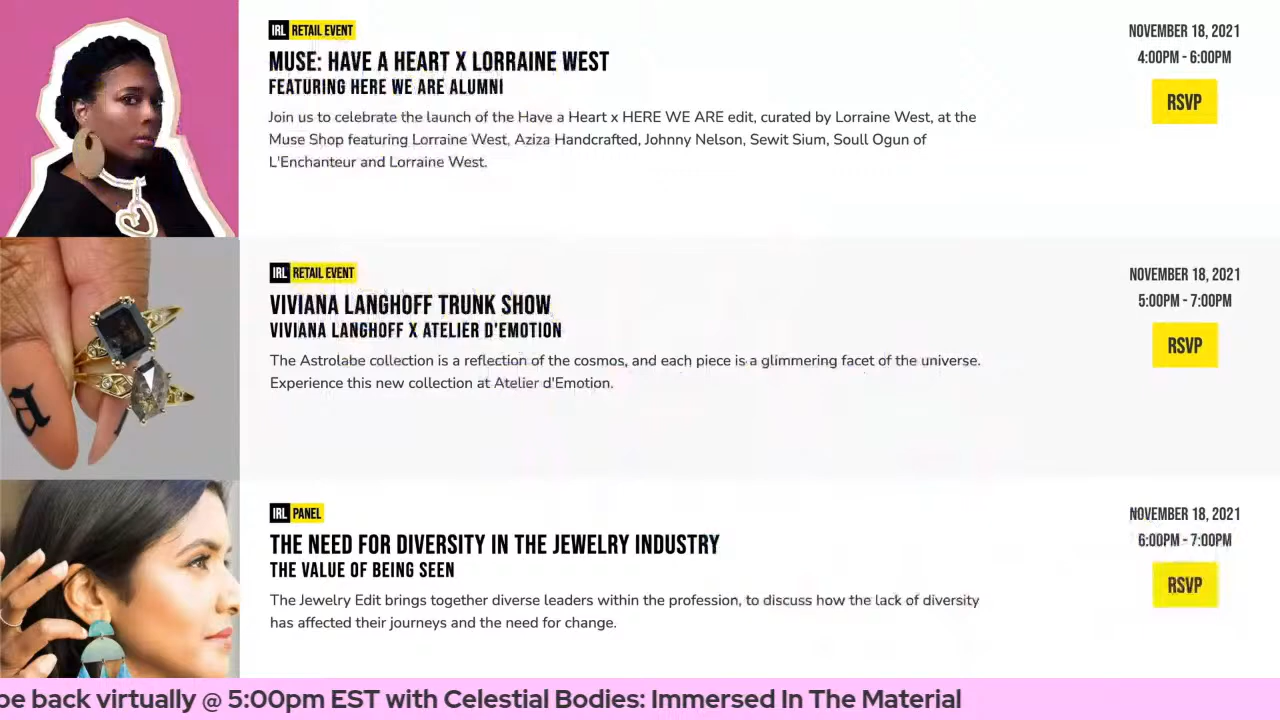 IRL RETAIL EVENT
MUSE: HAVE A HEART X LORRAINE WEST
FEATURING HERE WE ARE ALUMNI
Join us to celebrate the launch of the Have a Heart x HERE WE ARE edit, curated by Lorraine West, at the
Muse Shop featuring Lorraine West, Aziza Handcrafted, Johnny Nelson, Sewit Sium, Soull Ogun of
L'Enchanteur and Lorraine West.
NOVEMBER 18, 2021
4:00PM - 6:00PM
RSVP
IRL RETAIL EVENT
VIVIANA LANGHOFF TRUNK SHOW
VIVIANA LANGHOFF X ATELIER D'EMOTION
The Astrolabe collection is a reflection of the cosmos, and each piece is a glimmering facet of the universe.
Experience this new collection at Atelier d'Emotion.
NOVEMBER 18, 2021
5:00PM - 7:00PM
RSVP
a
IRL PANEL
THE NEED FOR DIVERSITY IN THE JEWELRY INDUSTRY
THE VALUE OF BEING SEEN
The Jewelry Edit brings together diverse leaders within the profession, to discuss how the lack of diversity
has affected their journeys and the need for change.
NOVEMBER 18, 2021
6:00PM - 7:00PM
RSVP
be back virtually @ 5:00pm EST with Celestial Bodies: Immersed In The Material